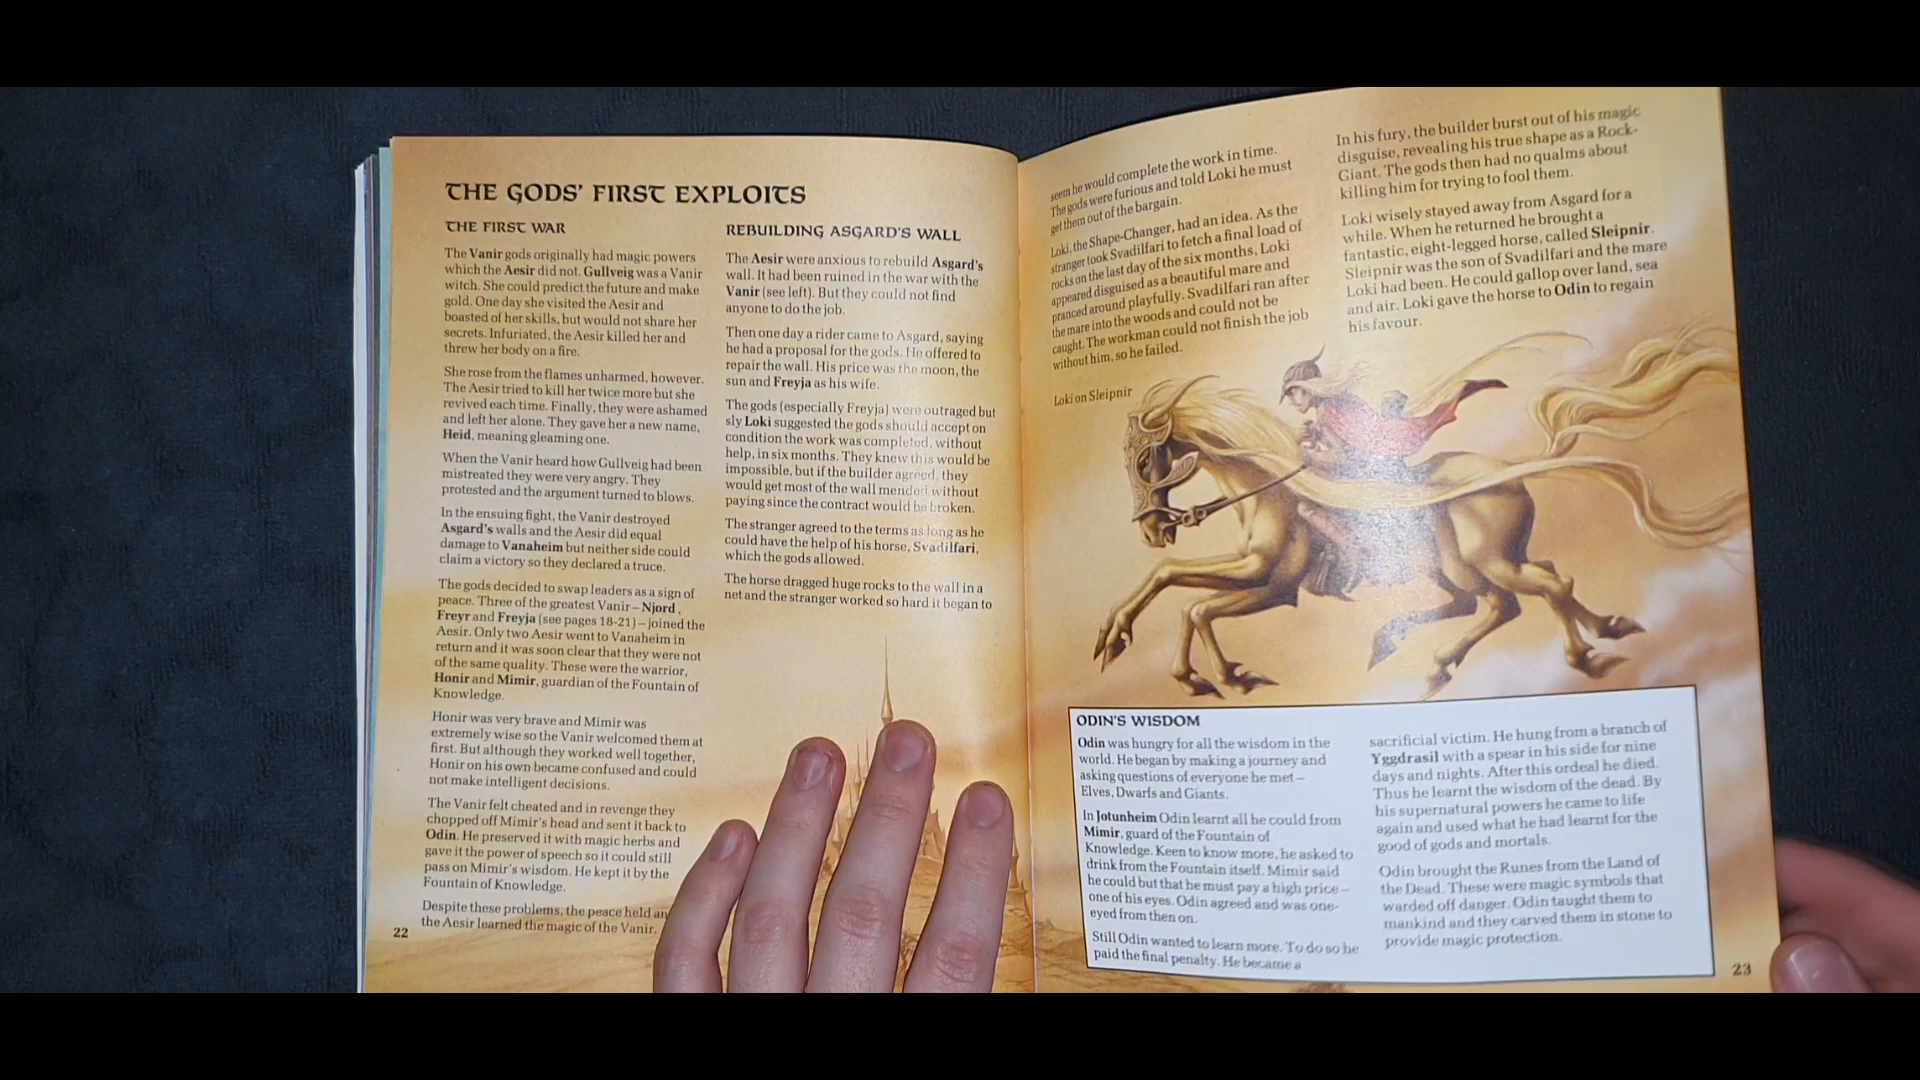 THE GODS' FIRST EXPLOITS
THE FIRST WAR
The Vanir gods originally had magic powers
which the Aesir did not. Gullveig was a Vanir
witch. She could predict the future and make
gold. One day she visited the Aesir and
boasted of her skills, but would not share her
secrets. Infuriated, the Aesir killed her and
threw her body on a fire.
She rose from the flames unharmed, however.
The Aesir tried to kill her twice more but she
revived each time. Finally, they were ashamed
and left her alone. They gave her a new name,
Heid, meaning gleaming one.
When the Vanir heard how Gullveig had been
mistreated they were very angry. They
protested and the argument turned to blows.
In the ensuing fight, the Vanir destroyed
Asgard's walls and the Aesir did equal
damage to Vanaheim but neither side could
claim a victory so they declared a truce.
The gods decided to swap leaders as a sign of
peace. Three of the greatest Vanir – Njord,
Freyr and Freyja (see pages 18-21) – joined the
Aesir. Only two Aesir went to Vanaheim in
return and it was soon clear that they were not
of the same quality. These were the warrior,
Honir and Mimir, guardian of the Fountain of
Knowledge.
Honir was very brave and Mimir was
extremely wise so the Vanir welcomed them at
first. But although they worked well together,
Honir on his own became confused and could
not make intelligent decisions.
The Vanir felt cheated and in revenge they
chopped off Mimir's head and sent it back to
Odin. He preserved it with magic herbs and
gave it the power of speech so it could still
pass on Mimir's wisdom. He kept it by the
Fountain of Knowledge.
Despite these problems, the peace held an
the Aesir learned the magic of the Vanir.
22
REBUILDING ASGARD'S WALL
The Aesir were anxious to rebuild Asgard's
wall. It had been ruined in the war with the
Vanir (see left). But they could not find
anyone to do the job.
Then one day a rider came to Asgard, saying
he had a proposal for the gods. He offered to
repair the wall. His price was the moon, the
sun and Freyja as his wife.
The gods (especially Freyja) were outraged but
sly Loki suggested the gods should accept on
condition the work was completed, without
help, in six months. They knew this would be
impossible, but if the builder agreed, they
would get most of the wall mended without
paying since the contract would be broken.
The stranger agreed to the terms as long as he
could have the help of his horse, Svadilfari,
which the gods allowed.
The horse dragged huge rocks to the wall in a
net and the stranger worked so hard it began to
seem he would complete the work in time.
The gods were furious and told Loki he must
get them out of the bargain.
Loki, the Shape-Changer, had an idea. As the
stranger took Svadilfari to fetch a final load of
rocks on the last day of the six months, Loki
appeared disguised as a beautiful mare and
pranced around playfully. Svadilfari ran after
the mare into the woods and could not be
caught. The workman could not finish the job
without him, so he failed.
Loki on Sleipnir
In his fury, the builder burst out of his magic
disguise, revealing his true shape as a Rock-
Giant. The gods then had no qualms about
killing him for trying to fool them.
Loki wisely stayed away from Asgard for a
while. When he returned he brought a
fantastic, eight-legged horse, called Sleipnir.
Sleipnir was the son of Svadilfari and the mare
Loki had been. He could gallop over land, sea
and air. Loki gave the horse to Odin to regain
his favour.
ODIN'S WISDOM
Odin was hungry for all the wisdom in the
world. He began by making a journey and
asking questions of everyone he met –
Elves, Dwarfs and Giants.
In Jotunheim Odin learnt all he could from
Mimir, guard of the Fountain of
Knowledge. Keen to know more, he asked to
drink from the Fountain itself. Mimir said
he could but that he must pay a high price –
one of his eyes. Odin agreed and was one-
eyed from then on.
Still Odin wanted to learn more. To do so he
paid the final penalty. He became a
sacrificial victim. He hung from a branch of
Yggdrasil with a spear in his side for nine
days and nights. After this ordeal he died.
Thus he learnt the wisdom of the dead. By
his supernatural powers he came to life
again and used what he had learnt for the
good of gods and mortals.
Odin brought the Runes from the Land of
the Dead. These were magic symbols that
warded off danger. Odin taught them to
mankind and they carved them in stone to
provide magic protection.
23